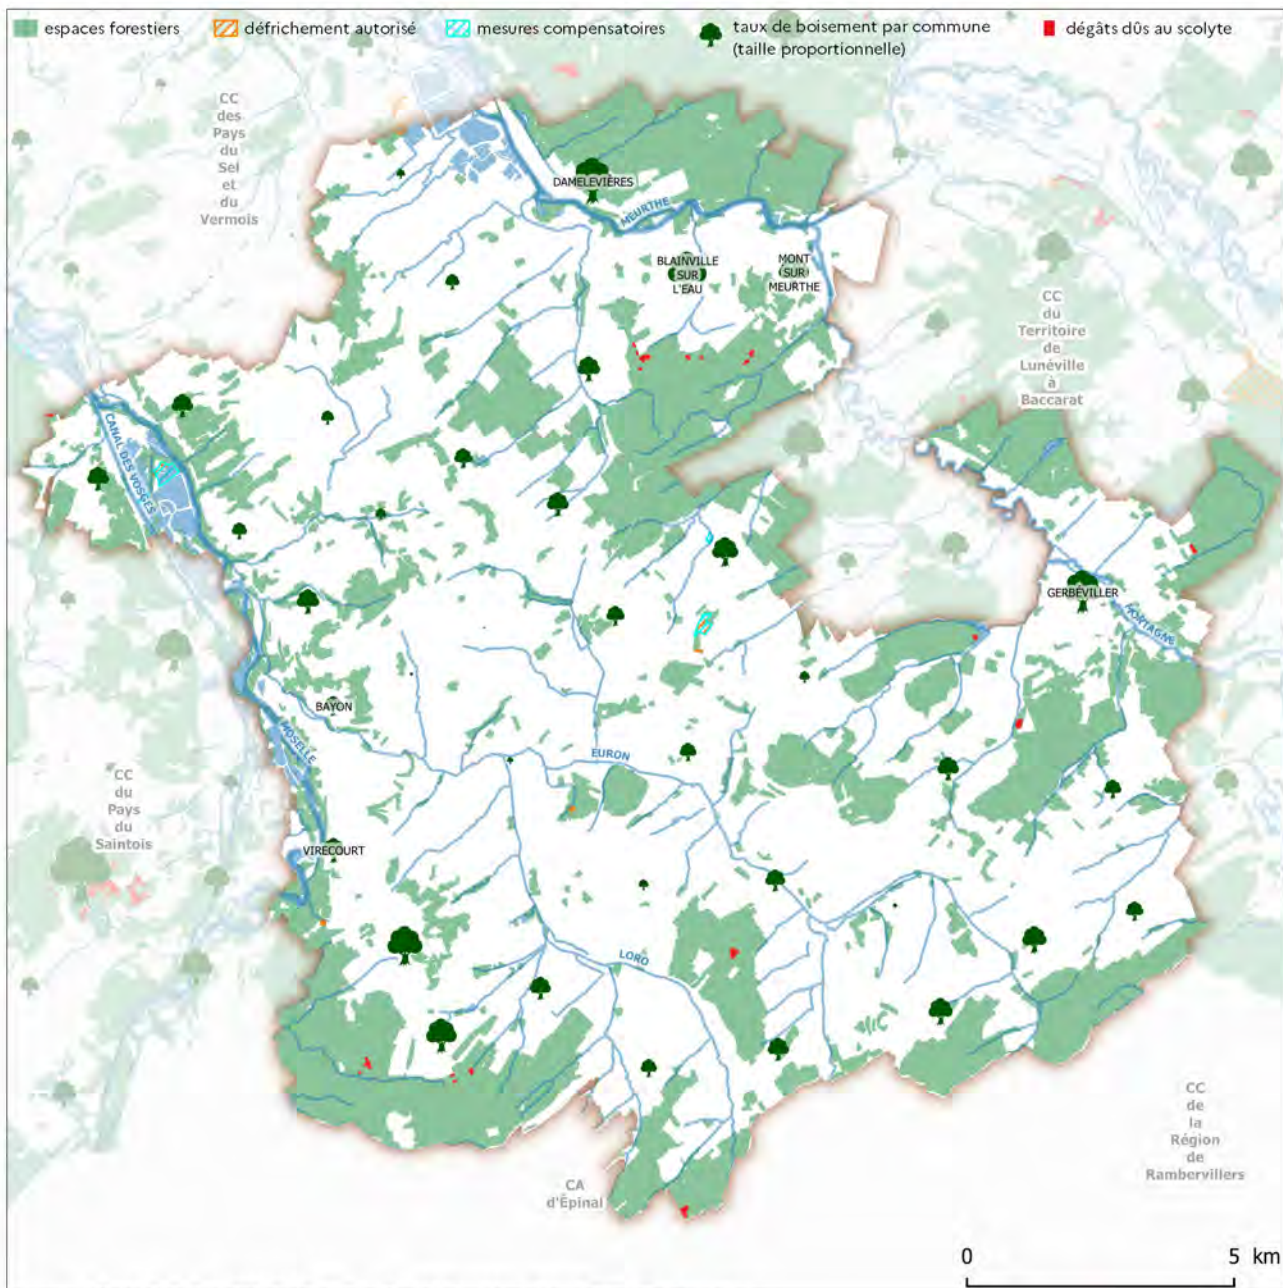 espaces forestiers
défrichement autorisé
mesures compensatoires
taux de boisement par commune
(taille proportionnelle)
dégâts dûs au scolyte
CC
des
Pays
du
Sel
et
du
Vermois
DAMELEVIÈRES
MEURTHE
BLAINVILLE
SUR
L'EAU
MONT
SUR
MEURTHE
CC
du
Territoire
de
Lunéville
à
Baccarat
CANAL DES VOSGES
GERBÉVILLER
MORTAGNE
BAYON
MOSELLE
EURON
CC
du
Pays
du
Saintois
VIRECOURT
LORO
CC
de
la
Région
de
Rambervillers
CA
d'Épinal
0
5 km